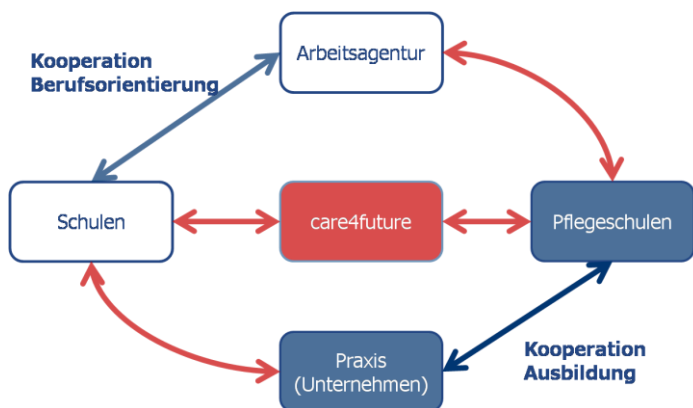 Kooperation
Berufsorientierung
Arbeitsagentur
Schulen
care4future
Pflegeschulen
Praxis
(Unternehmen)
Kooperation
Ausbildung